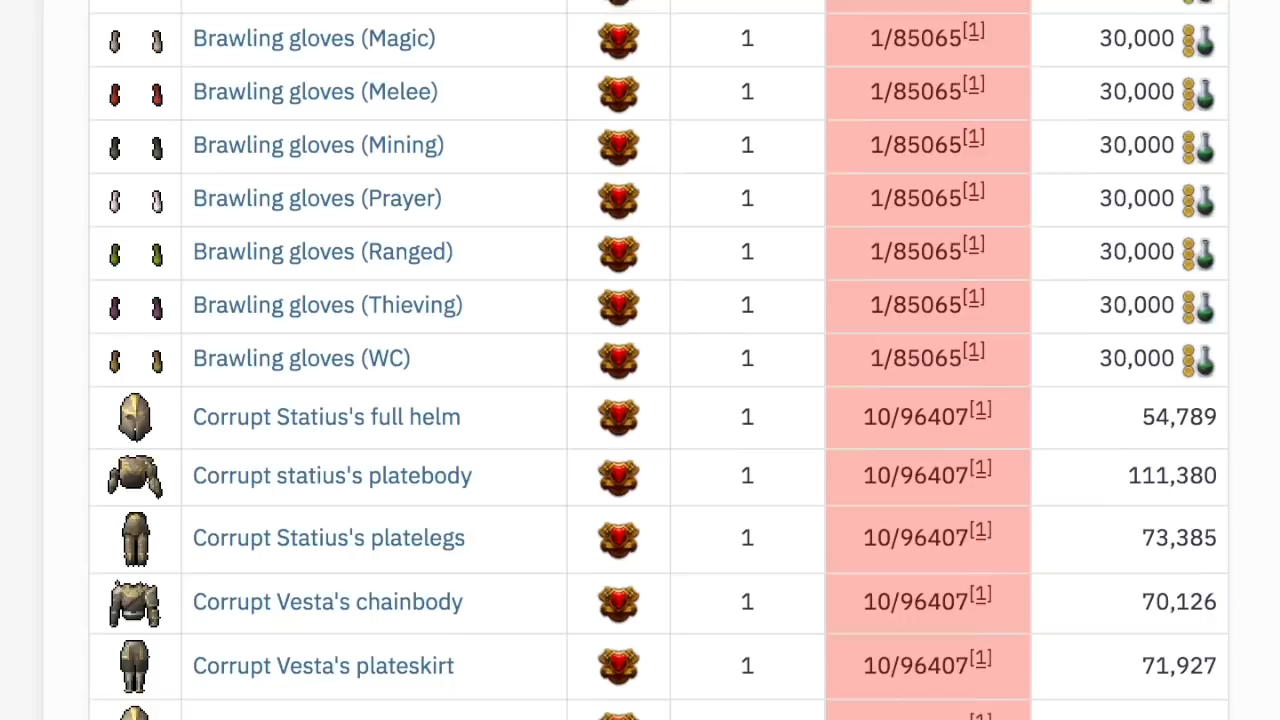 Brawling gloves (Magic) 1 1/85065[1] 30,000
Brawling gloves (Melee) 1 1/85065[1] 30,000
Brawling gloves (Mining) 1 1/85065[1] 30,000
Brawling gloves (Prayer) 1 1/85065[1] 30,000
Brawling gloves (Ranged) 1 1/85065[1] 30,000
Brawling gloves (Thieving) 1 1/85065[1] 30,000
Brawling gloves (WC) 1 1/85065[1] 30,000
Corrupt Statius's full helm 1 10/96407[1] 54,789
Corrupt statius's platebody 1 10/96407[1] 111,380
Corrupt Statius's platelegs 1 10/96407[1] 73,385
Corrupt Vesta's chainbody 1 10/96407[1] 70,126
Corrupt Vesta's plateskirt 1 10/96407[1] 71,927